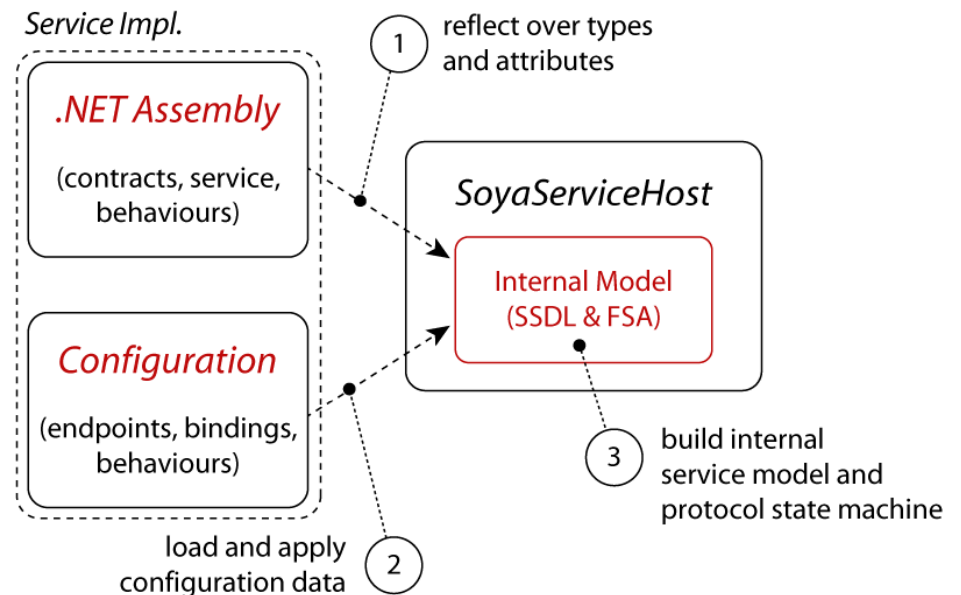 Service Impl.
.NET Assembly
(contracts, service,
behaviours)
Configuration
(endpoints, bindings,
behaviours)
1
reflect over types
and attributes
SoyaServiceHost
Internal Model
(SSDL & FSA)
3
build internal
service model and
protocol state machine
load and apply
configuration data
2